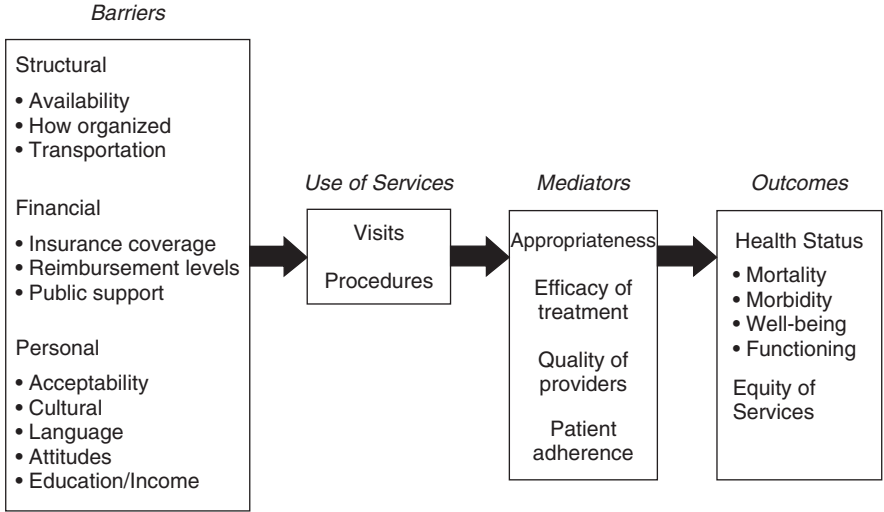 Barriers
Structural
• Availability
• How organized
• Transportation
Financial
• Insurance coverage
• Reimbursement levels
• Public support
Personal
• Acceptability
• Cultural
• Language
• Attitudes
• Education/Income
Use of Services
Visits
Procedures
Mediators
Appropriateness
Efficacy of
treatment
Quality of
providers
Patient
adherence
Outcomes
Health Status
• Mortality
• Morbidity
• Well-being
• Functioning
Equity of
Services